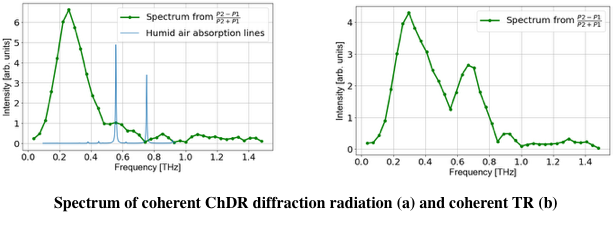 Spectrum from P2−P1/P2+P1
Humid air absorption lines
Intensity [arb. units]
6
5
4
3
2
1
0
0.0 0.2 0.4 0.6 0.8 1.0 1.2 1.4
Frequency [THz]
Spectrum from P2−P1/P2+P1
Intensity [arb. units]
4
3
2
1
0
0.0 0.2 0.4 0.6 0.8 1.0 1.2 1.4
Frequency [THz]
Spectrum of coherent ChDR diffraction radiation (a) and coherent TR (b)